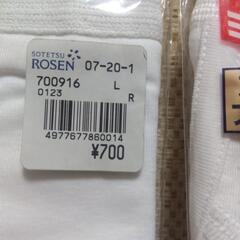 SOTETSU
ROSEN 07-20-1
700916 L
0123 R
4977677860014
¥700